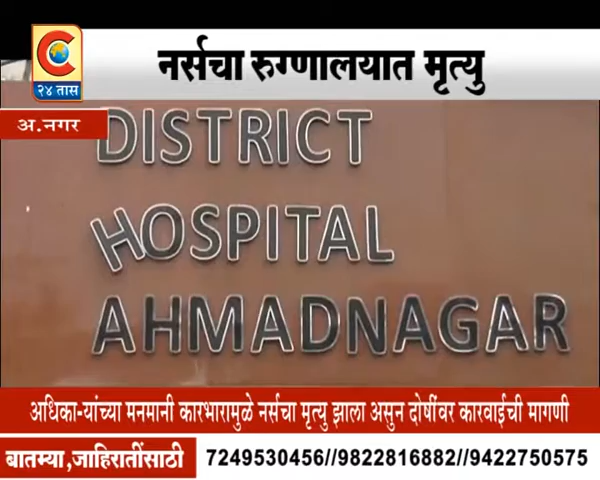 C
२४ तास
नर्सचा रुग्णालयात मृत्यु
अ.नगर
DISTRICT
HOSPITAL
AHMADNAGAR
अधिका-यांच्या मनमानी कारभारामुळे नर्सचा मृत्यु झाला असुन दोषींवर कारवाईची मागणी
बातम्या,जाहिरातींसाठी
7249530456//9822816882//9422750575